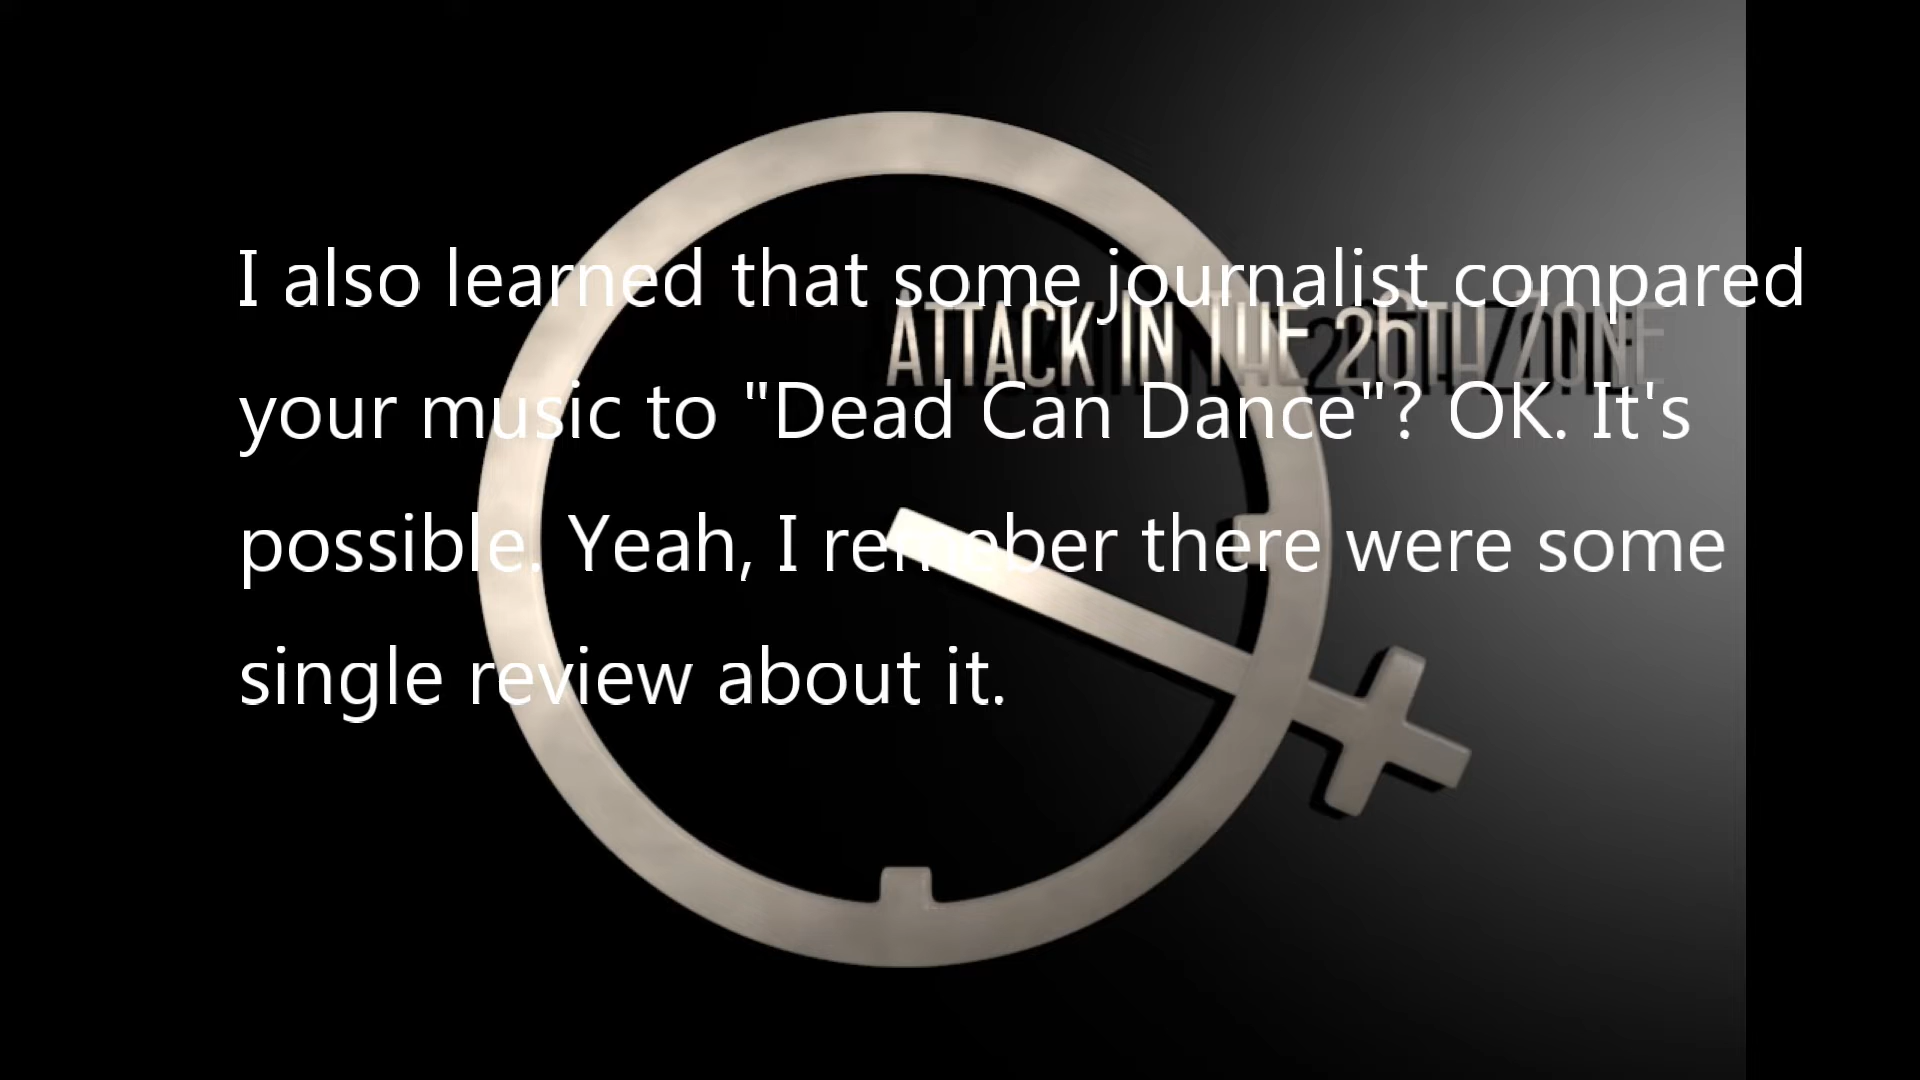 I also learned that some journalist compared
ATTACK IN THE 26TH ZONE
your music to "Dead Can Dance"? OK. It's
possible. Yeah, I remeber there were some
single review about it.